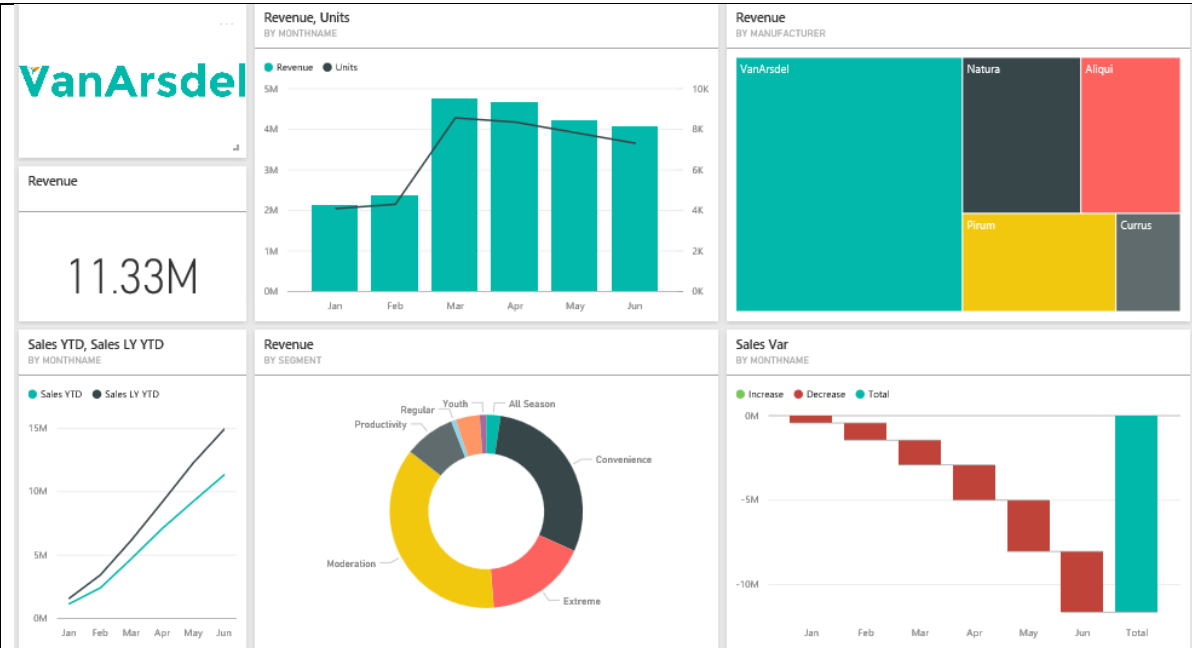 VanArsdel
Revenue
11.33M
Revenue, Units
BY MONTHNAME
Revenue Units
5M
4M
3M
2M
1M
0M
10K
8K
6K
4K
2K
0K
Jan Feb Mar Apr May Jun
Revenue
BY MANUFACTURER
VanArsdel
Natura
Aliqui
Pirum
Currus
Sales YTD, Sales LY YTD
BY MONTHNAME
Sales YTD Sales LY YTD
15M
10M
5M
0M
Jan Feb Mar Apr May Jun
Revenue
BY SEGMENT
Youth
All Season
Regular
Productivity
Convenience
Moderation
Extreme
Sales Var
BY MONTHNAME
Increase Decrease Total
0M
-5M
-10M
Jan Feb Mar Apr May Jun Total